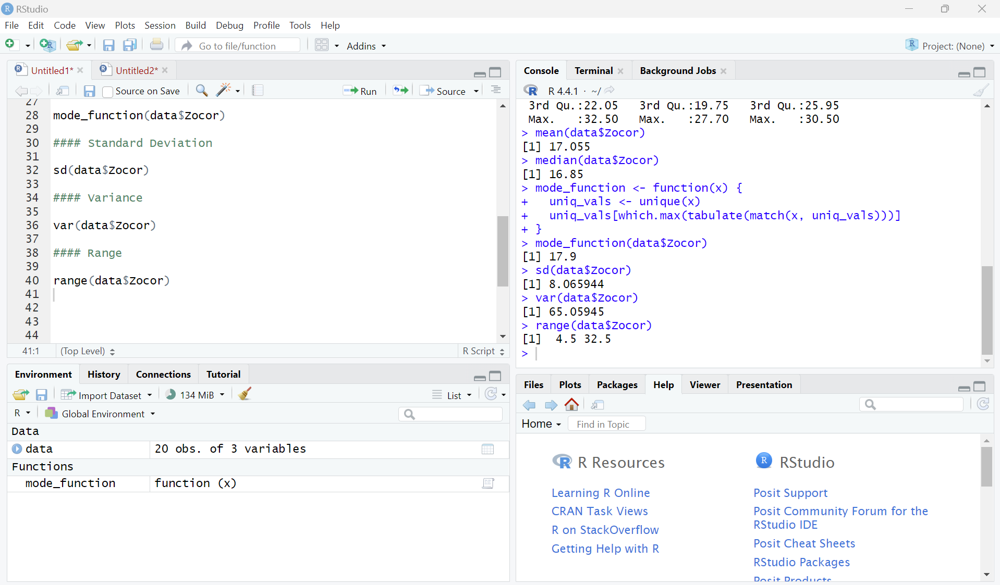 RStudio
File Edit Code View Plots Session Build Debug Profile Tools Help
Go to file/function Addins Project: (None)
Untitled1* Untitled2*
Source on Save Run Source
27
28 mode_function(data$Zocor)
29
30 #### Standard Deviation
31
32 sd(data$Zocor)
33
34 #### Variance
35
36 var(data$Zocor)
37
38 #### Range
39
40 range(data$Zocor)
41
42
43
44
41:1 (Top Level) R Script
Console Terminal Background Jobs
R 4.4.1 · ~/
3rd Qu.:22.05 3rd Qu.:19.75 3rd Qu.:25.95
Max. :32.50 Max. :27.70 Max. :30.50
> mean(data$Zocor)
[1] 17.055
> median(data$Zocor)
[1] 16.85
> mode_function <- function(x) {
+ uniq_vals <- unique(x)
+ uniq_vals[which.max(tabulate(match(x, uniq_vals)))]
+ }
> mode_function(data$Zocor)
[1] 17.9
> sd(data$Zocor)
[1] 8.065944
> var(data$Zocor)
[1] 65.05945
> range(data$Zocor)
[1] 4.5 32.5
>
Environment History Connections Tutorial
Import Dataset 134 MiB List
R Global Environment
Data
data 20 obs. of 3 variables
Functions
mode_function function (x)
Files Plots Packages Help Viewer Presentation
Home Find in Topic
R Resources
Learning R Online
CRAN Task Views
R on StackOverflow
Getting Help with R
RStudio
Posit Support
Posit Community Forum for the
RStudio IDE
Posit Cheat Sheets
RStudio Packages
Posit Products